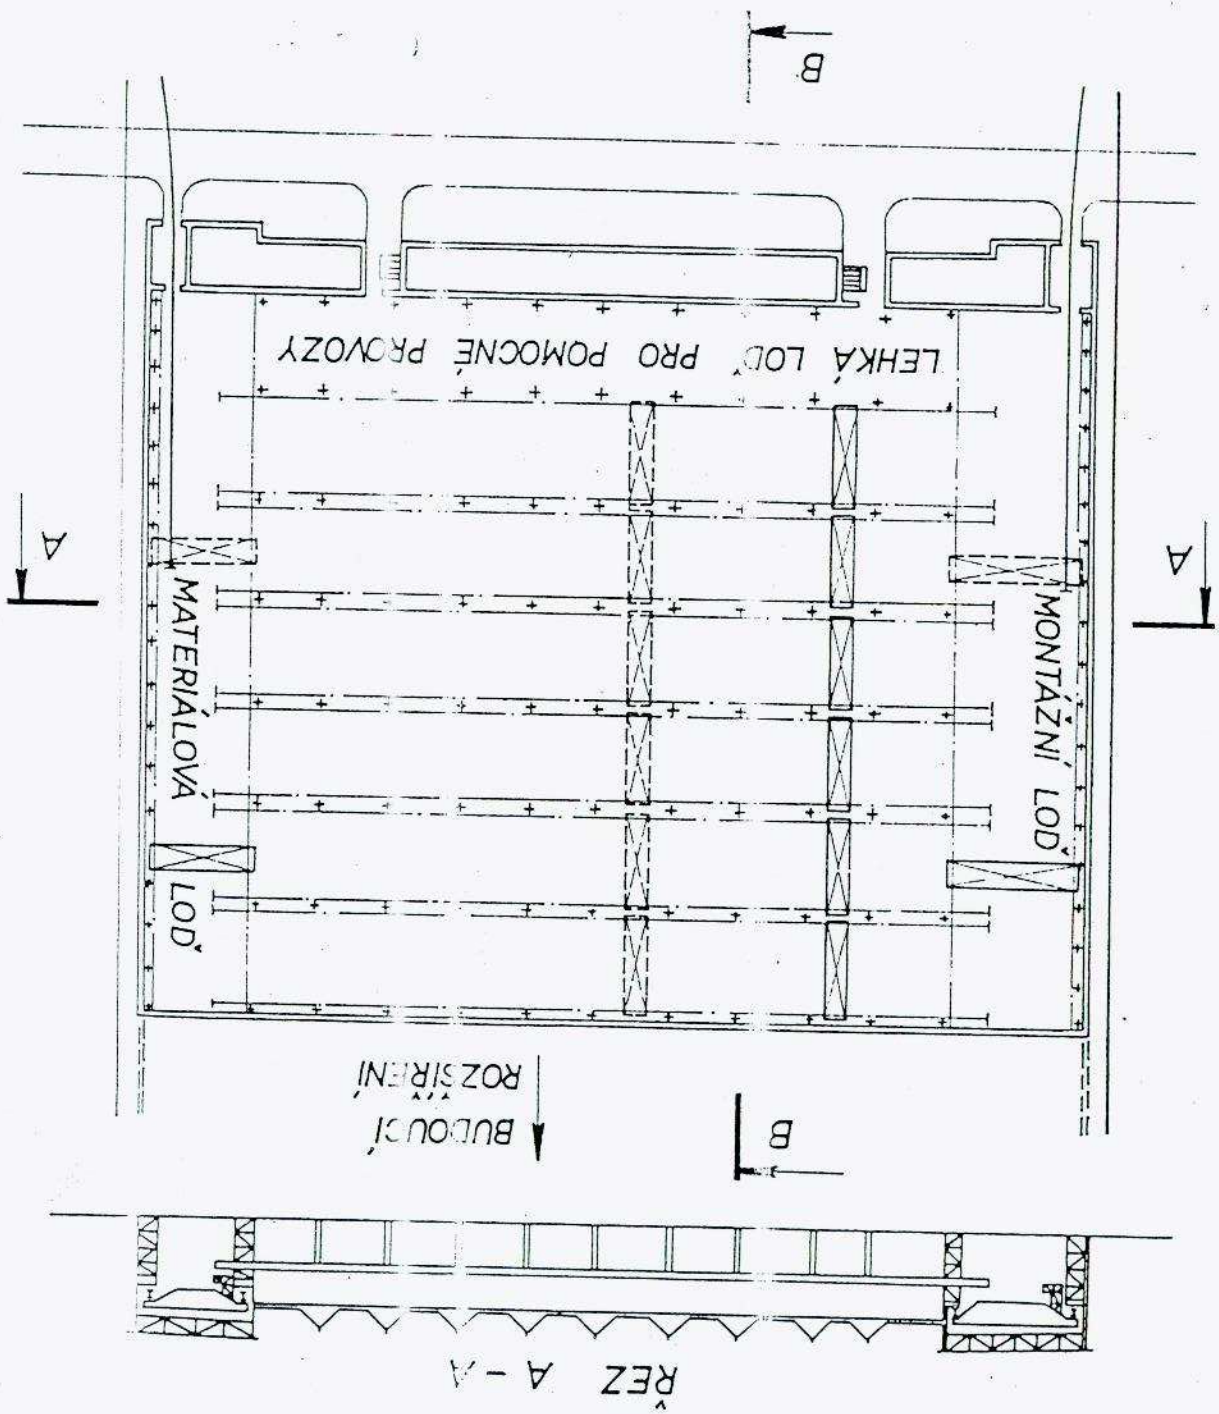 ŘEZ A - A
B
BUDOUCÍ
ROZŠÍŘENÍ
MONTÁŽNÍ LOĎ
MATERIÁLOVÁ LOĎ
A
A
LEHKÁ LOĎ PRO POMOCNÉ PROVOZY
B